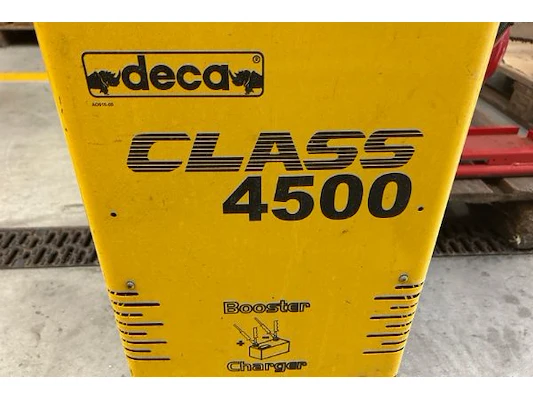 deca®
CLASS
4500
Booster
+ -
Charger